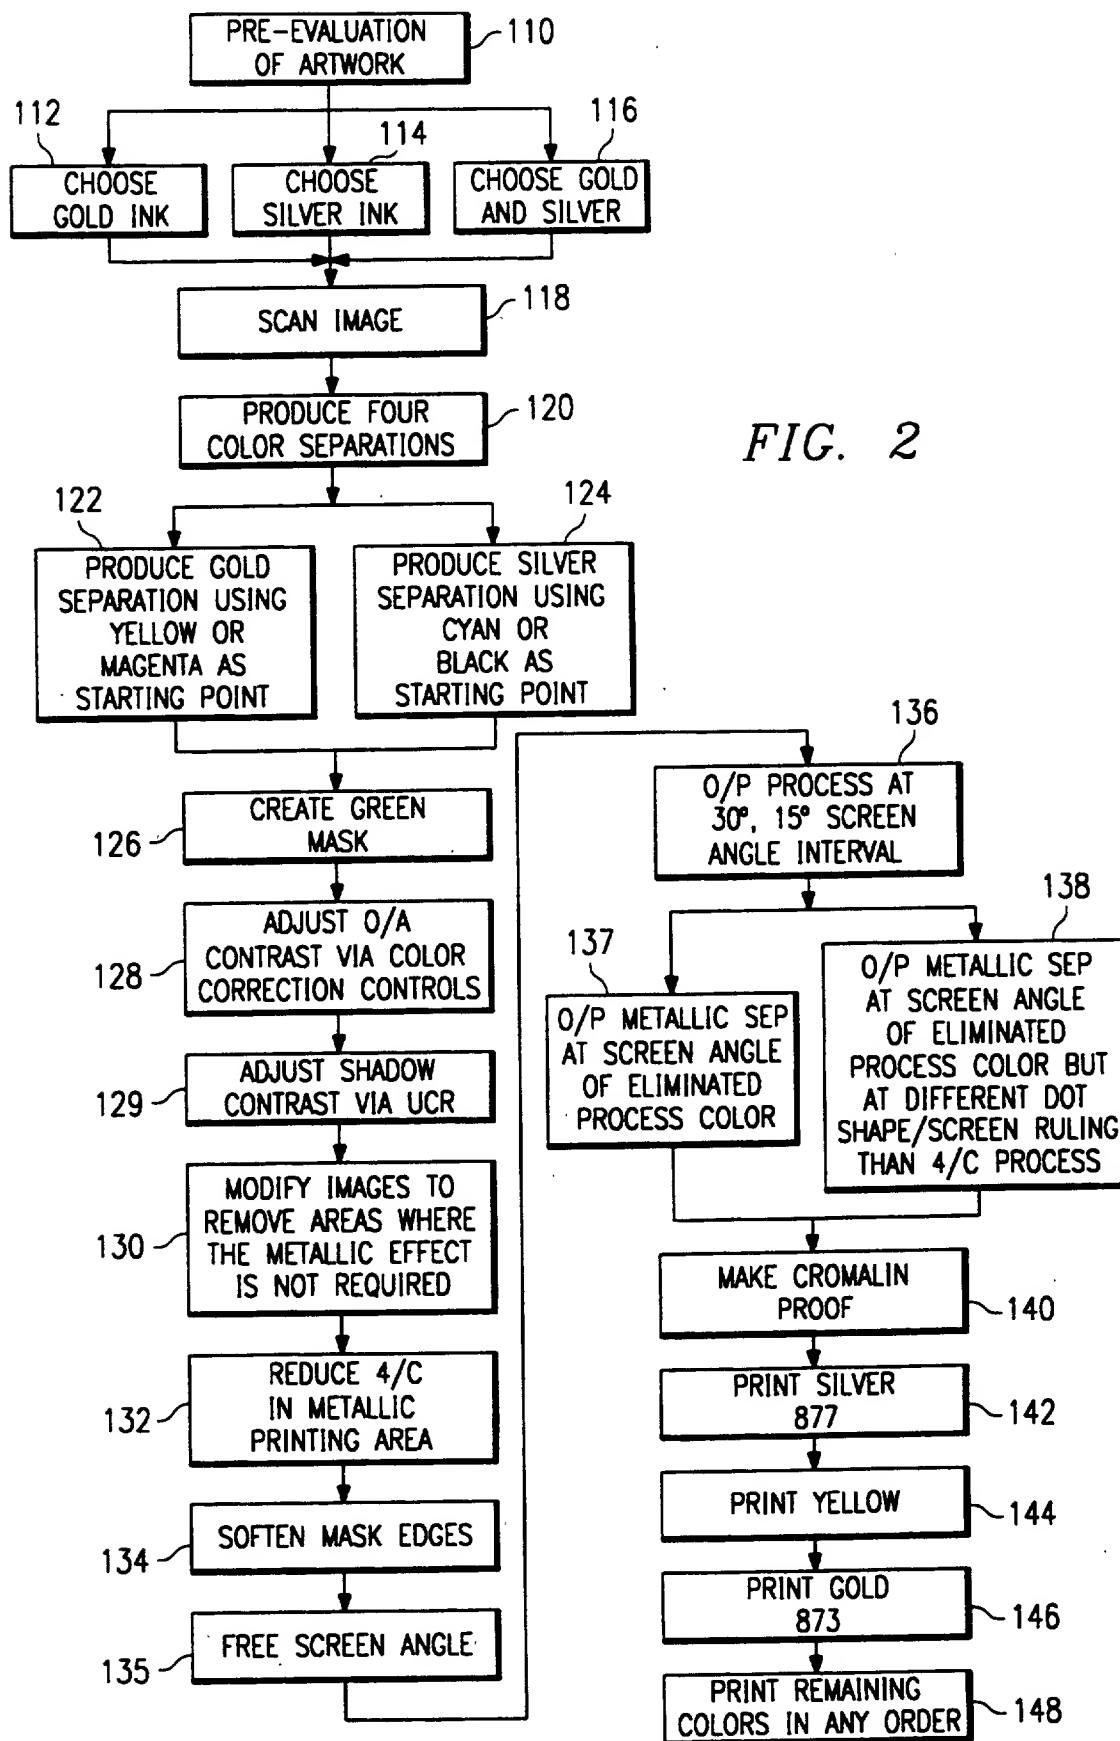 PRE-EVALUATION
OF ARTWORK
110
112
114
116
CHOOSE
GOLD INK
CHOOSE
SILVER INK
CHOOSE GOLD
AND SILVER
SCAN IMAGE
118
PRODUCE FOUR
COLOR SEPARATIONS
120
FIG. 2
122
124
PRODUCE GOLD
SEPARATION USING
YELLOW OR
MAGENTA AS
STARTING POINT
PRODUCE SILVER
SEPARATION USING
CYAN OR
BLACK AS
STARTING POINT
CREATE GREEN
MASK
126
ADJUST O/A
CONTRAST VIA COLOR
CORRECTION CONTROLS
128
ADJUST SHADOW
CONTRAST VIA UCR
129
MODIFY IMAGES TO
REMOVE AREAS WHERE
THE METALLIC EFFECT
IS NOT REQUIRED
130
REDUCE 4/C
IN METALLIC
PRINTING AREA
132
SOFTEN MASK EDGES
134
FREE SCREEN ANGLE
135
136
O/P PROCESS AT
30°, 15° SCREEN
ANGLE INTERVAL
137
O/P METALLIC SEP
AT SCREEN ANGLE
OF ELIMINATED
PROCESS COLOR
138
O/P METALLIC SEP
AT SCREEN ANGLE
OF ELIMINATED
PROCESS COLOR BUT
AT DIFFERENT DOT
SHAPE/SCREEN RULING
THAN 4/C PROCESS
MAKE CROMALIN
PROOF
140
PRINT SILVER
877
142
PRINT YELLOW
144
PRINT GOLD
873
146
PRINT REMAINING
COLORS IN ANY ORDER
148